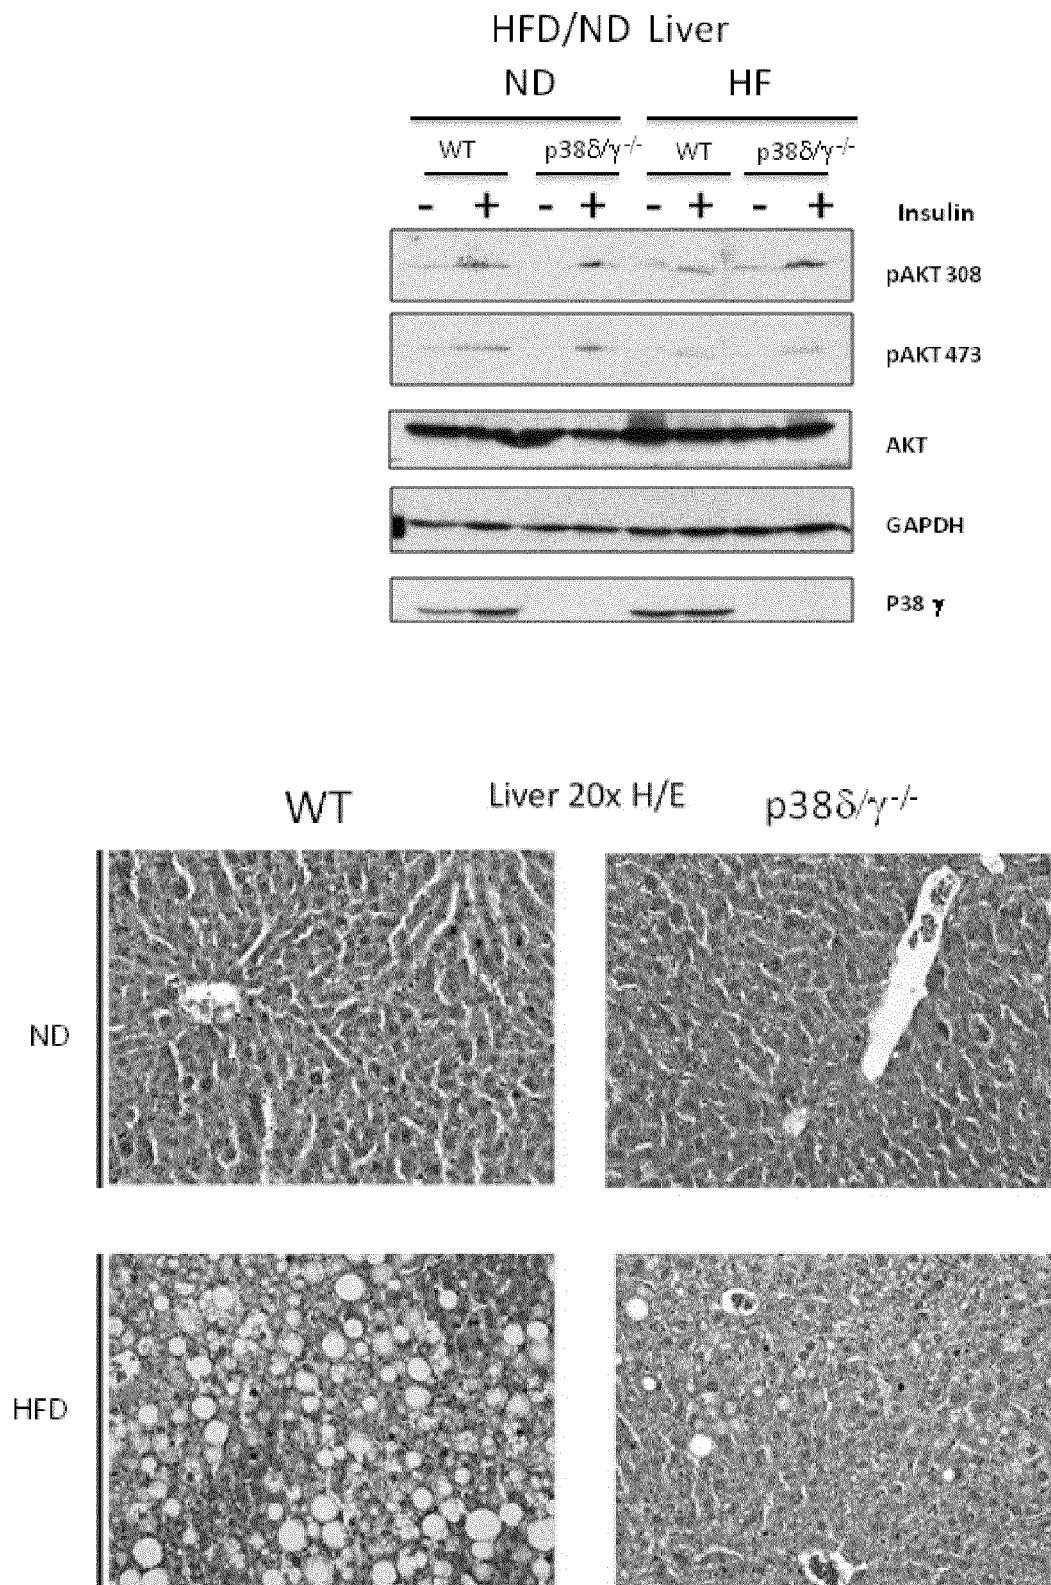 HFD/ND Liver
ND HF
WT p38δ/γ-/- WT p38δ/γ-/-
- + - + - + - + Insulin
pAKT 308
pAKT 473
AKT
GAPDH
P38 γ
WT Liver 20x H/E p38δ/γ-/-
ND
HFD